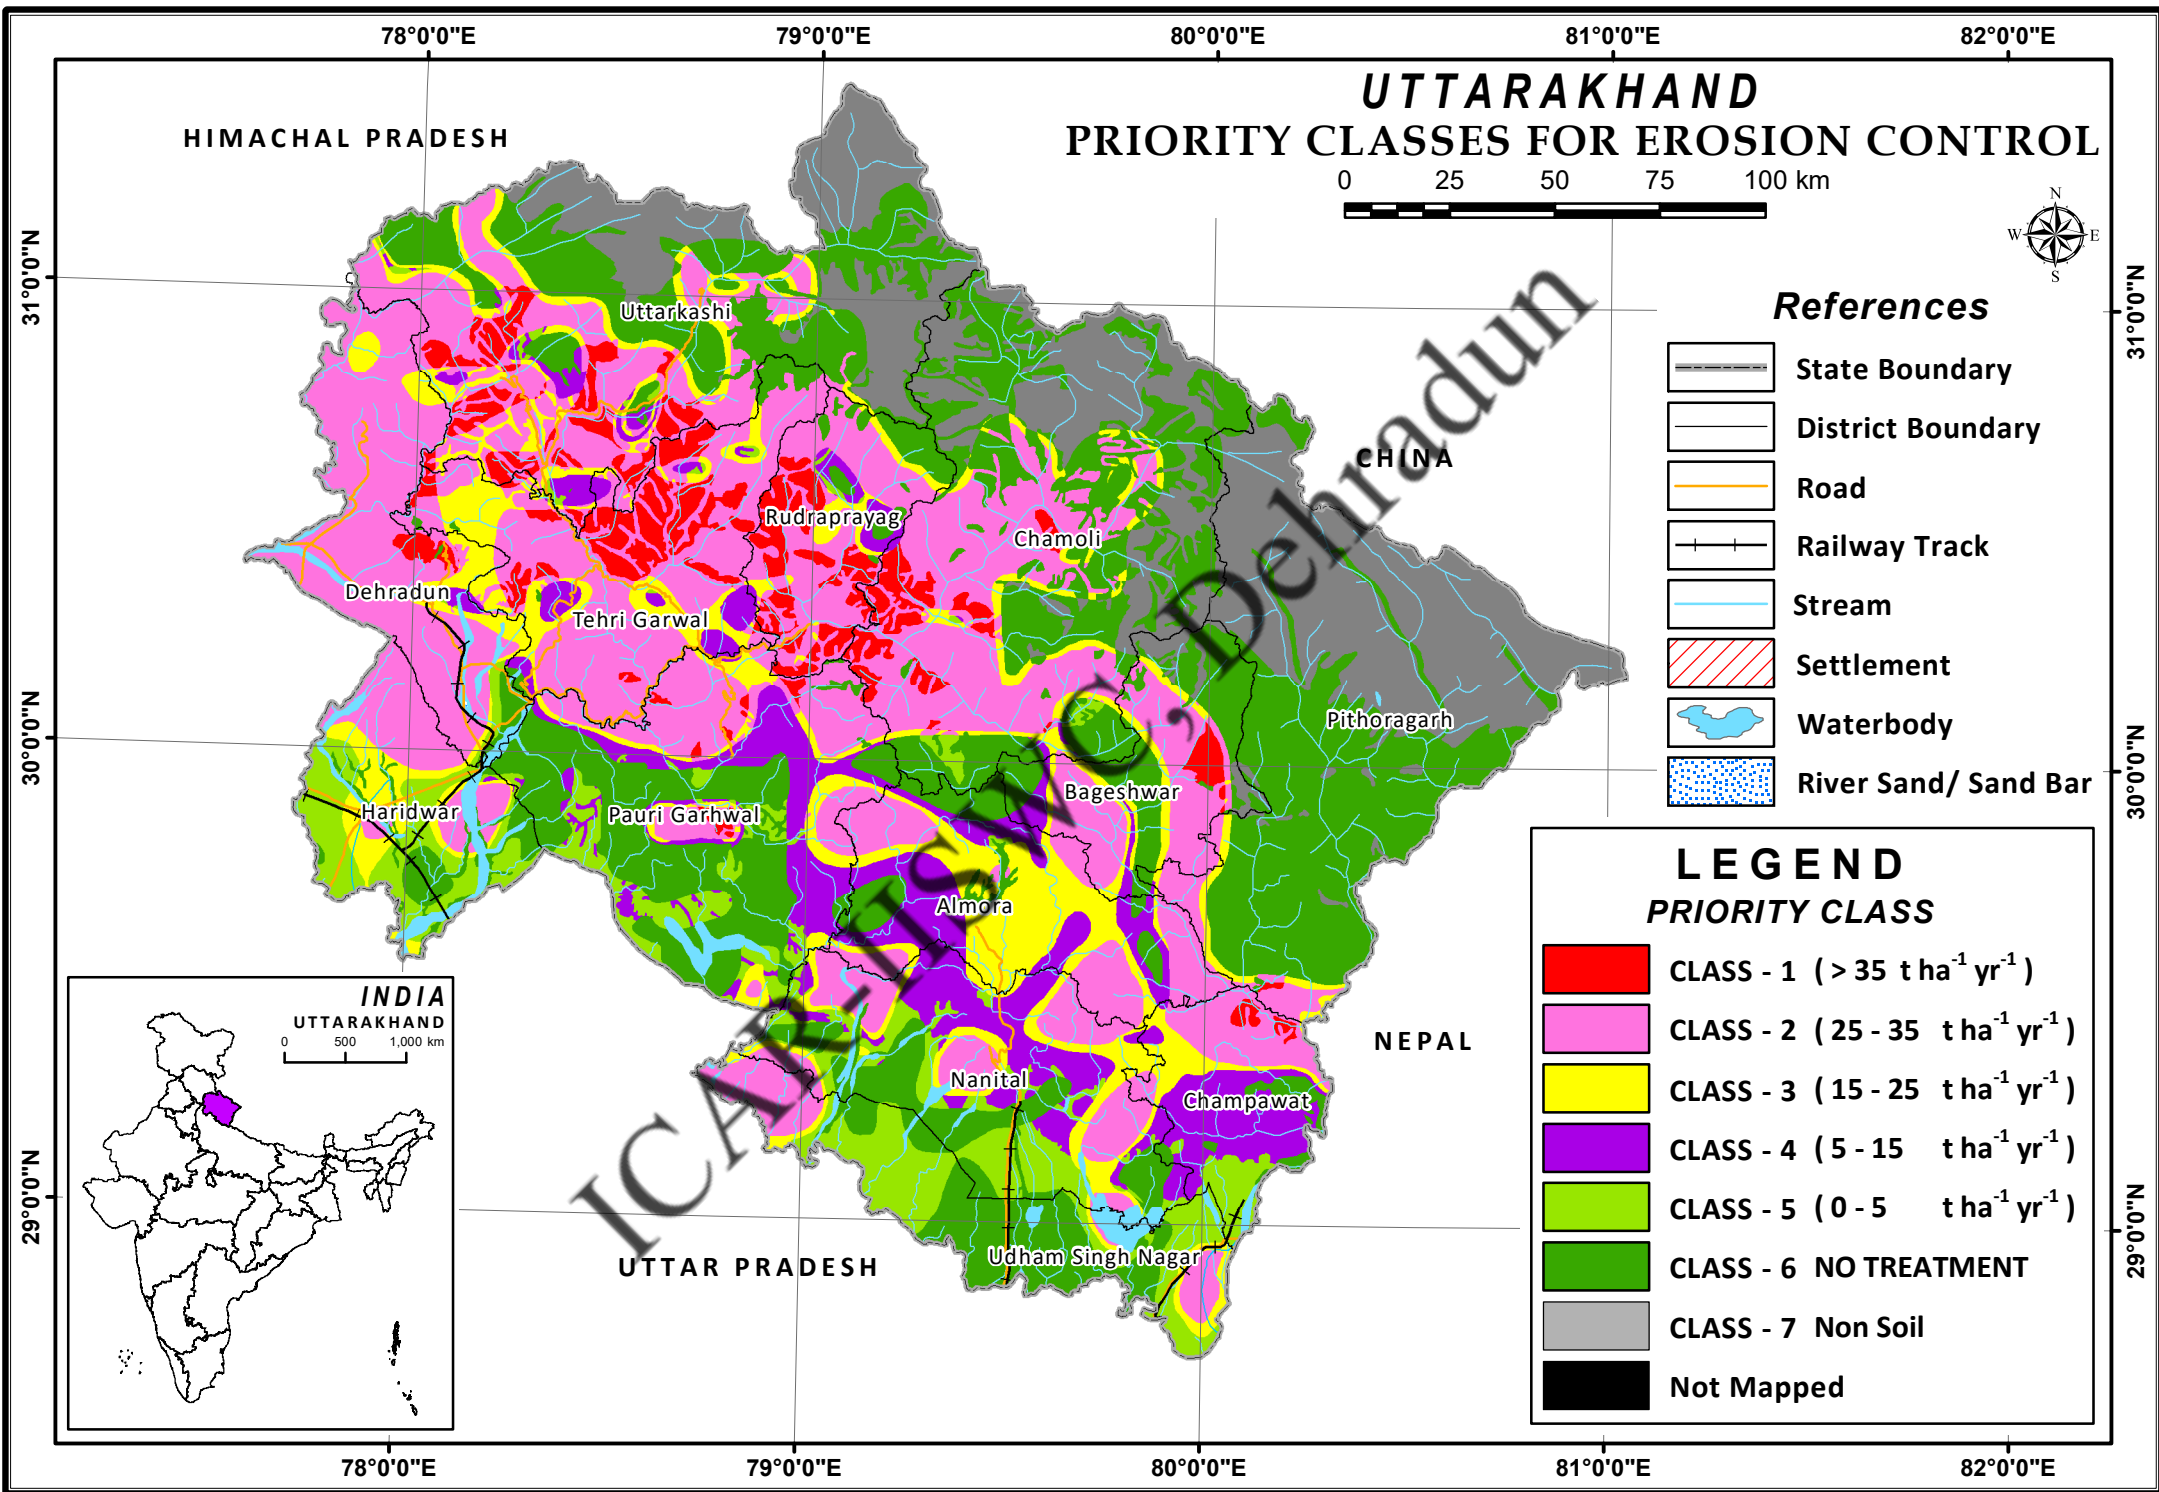 78°0'0"E
79°0'0"E
80°0'0"E
81°0'0"E
82°0'0"E
UTTARAKHAND
PRIORITY CLASSES FOR EROSION CONTROL
0 25 50 75 100 km
N
W E
S
HIMACHAL PRADESH
31°0'0"N
31°0'0"N
30°0'0"N
30°0'0"N
29°0'0"N
29°0'0"N
References
State Boundary
District Boundary
Road
Railway Track
Stream
Settlement
Waterbody
River Sand/ Sand Bar
Uttarkashi
CHINA
Rudraprayag
Chamoli
Dehradun
Tehri Garwal
Pithoragarh
Bageshwar
Haridwar
Pauri Garhwal
Almora
NEPAL
Nanital
Champawat
Udham Singh Nagar
UTTAR PRADESH
ICAR-IISWC, Dehradun
LEGEND
PRIORITY CLASS
CLASS - 1 ( > 35 t ha-1 yr-1 )
CLASS - 2 ( 25 - 35 t ha-1 yr-1 )
CLASS - 3 ( 15 - 25 t ha-1 yr-1 )
CLASS - 4 ( 5 - 15 t ha-1 yr-1 )
CLASS - 5 ( 0 - 5 t ha-1 yr-1 )
CLASS - 6 NO TREATMENT
CLASS - 7 Non Soil
Not Mapped
INDIA
UTTARAKHAND
0 500 1,000 km
78°0'0"E
79°0'0"E
80°0'0"E
81°0'0"E
82°0'0"E